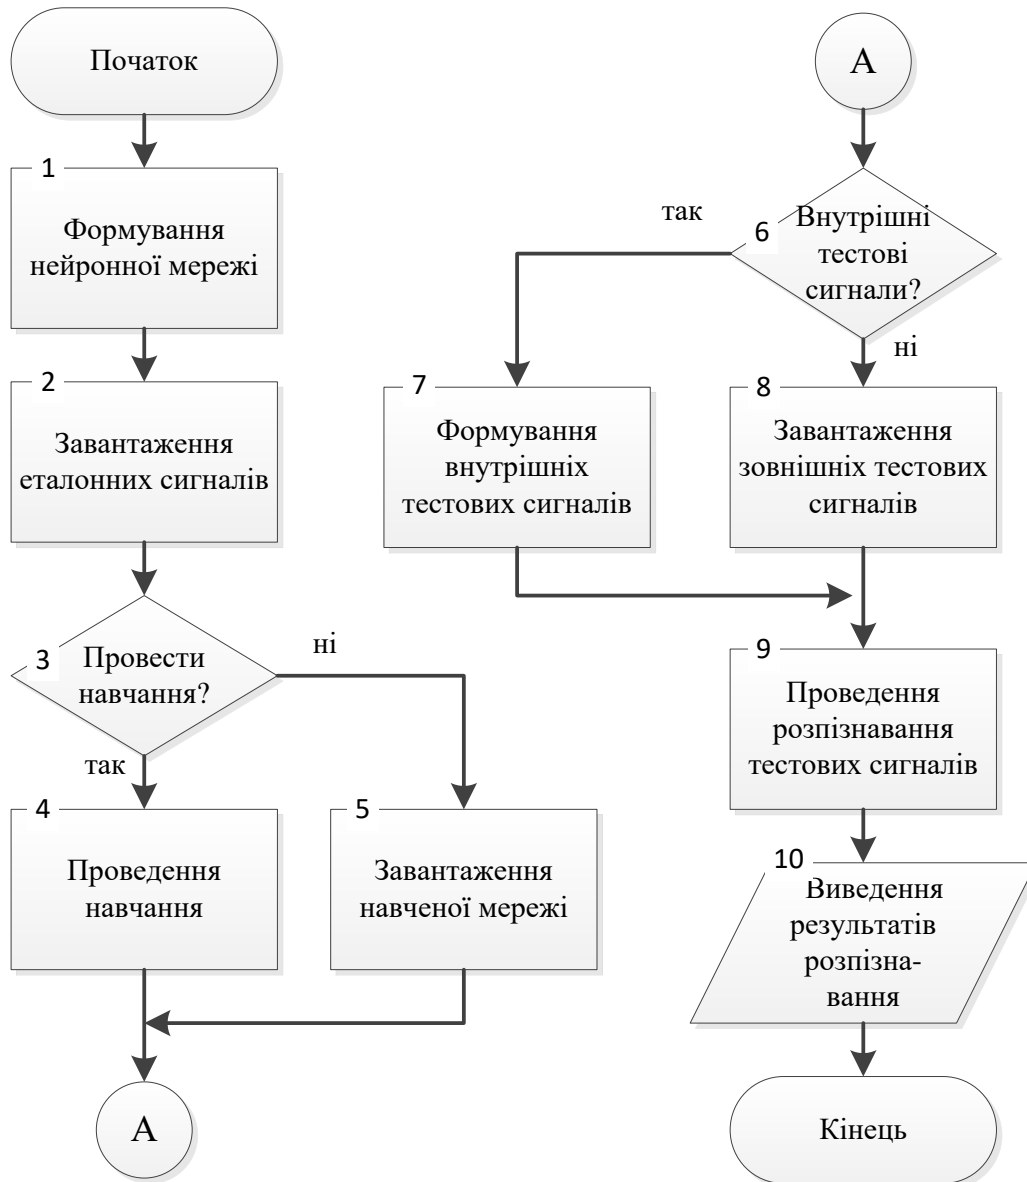 Початок
1
Формування
нейронної мережі
2
Завантаження
еталонних сигналів
3
Провести
навчання?
ні
так
4
Проведення
навчання
5
Завантаження
навченої мережі
А
А
так
6
Внутрішні
тестові
сигнали?
ні
7
Формування
внутрішніх
тестових сигналів
8
Завантаження
зовнішніх тестових
сигналів
9
Проведення
розпізнавання
тестових сигналів
10
Виведення
результатів
розпізна-
вання
Кінець